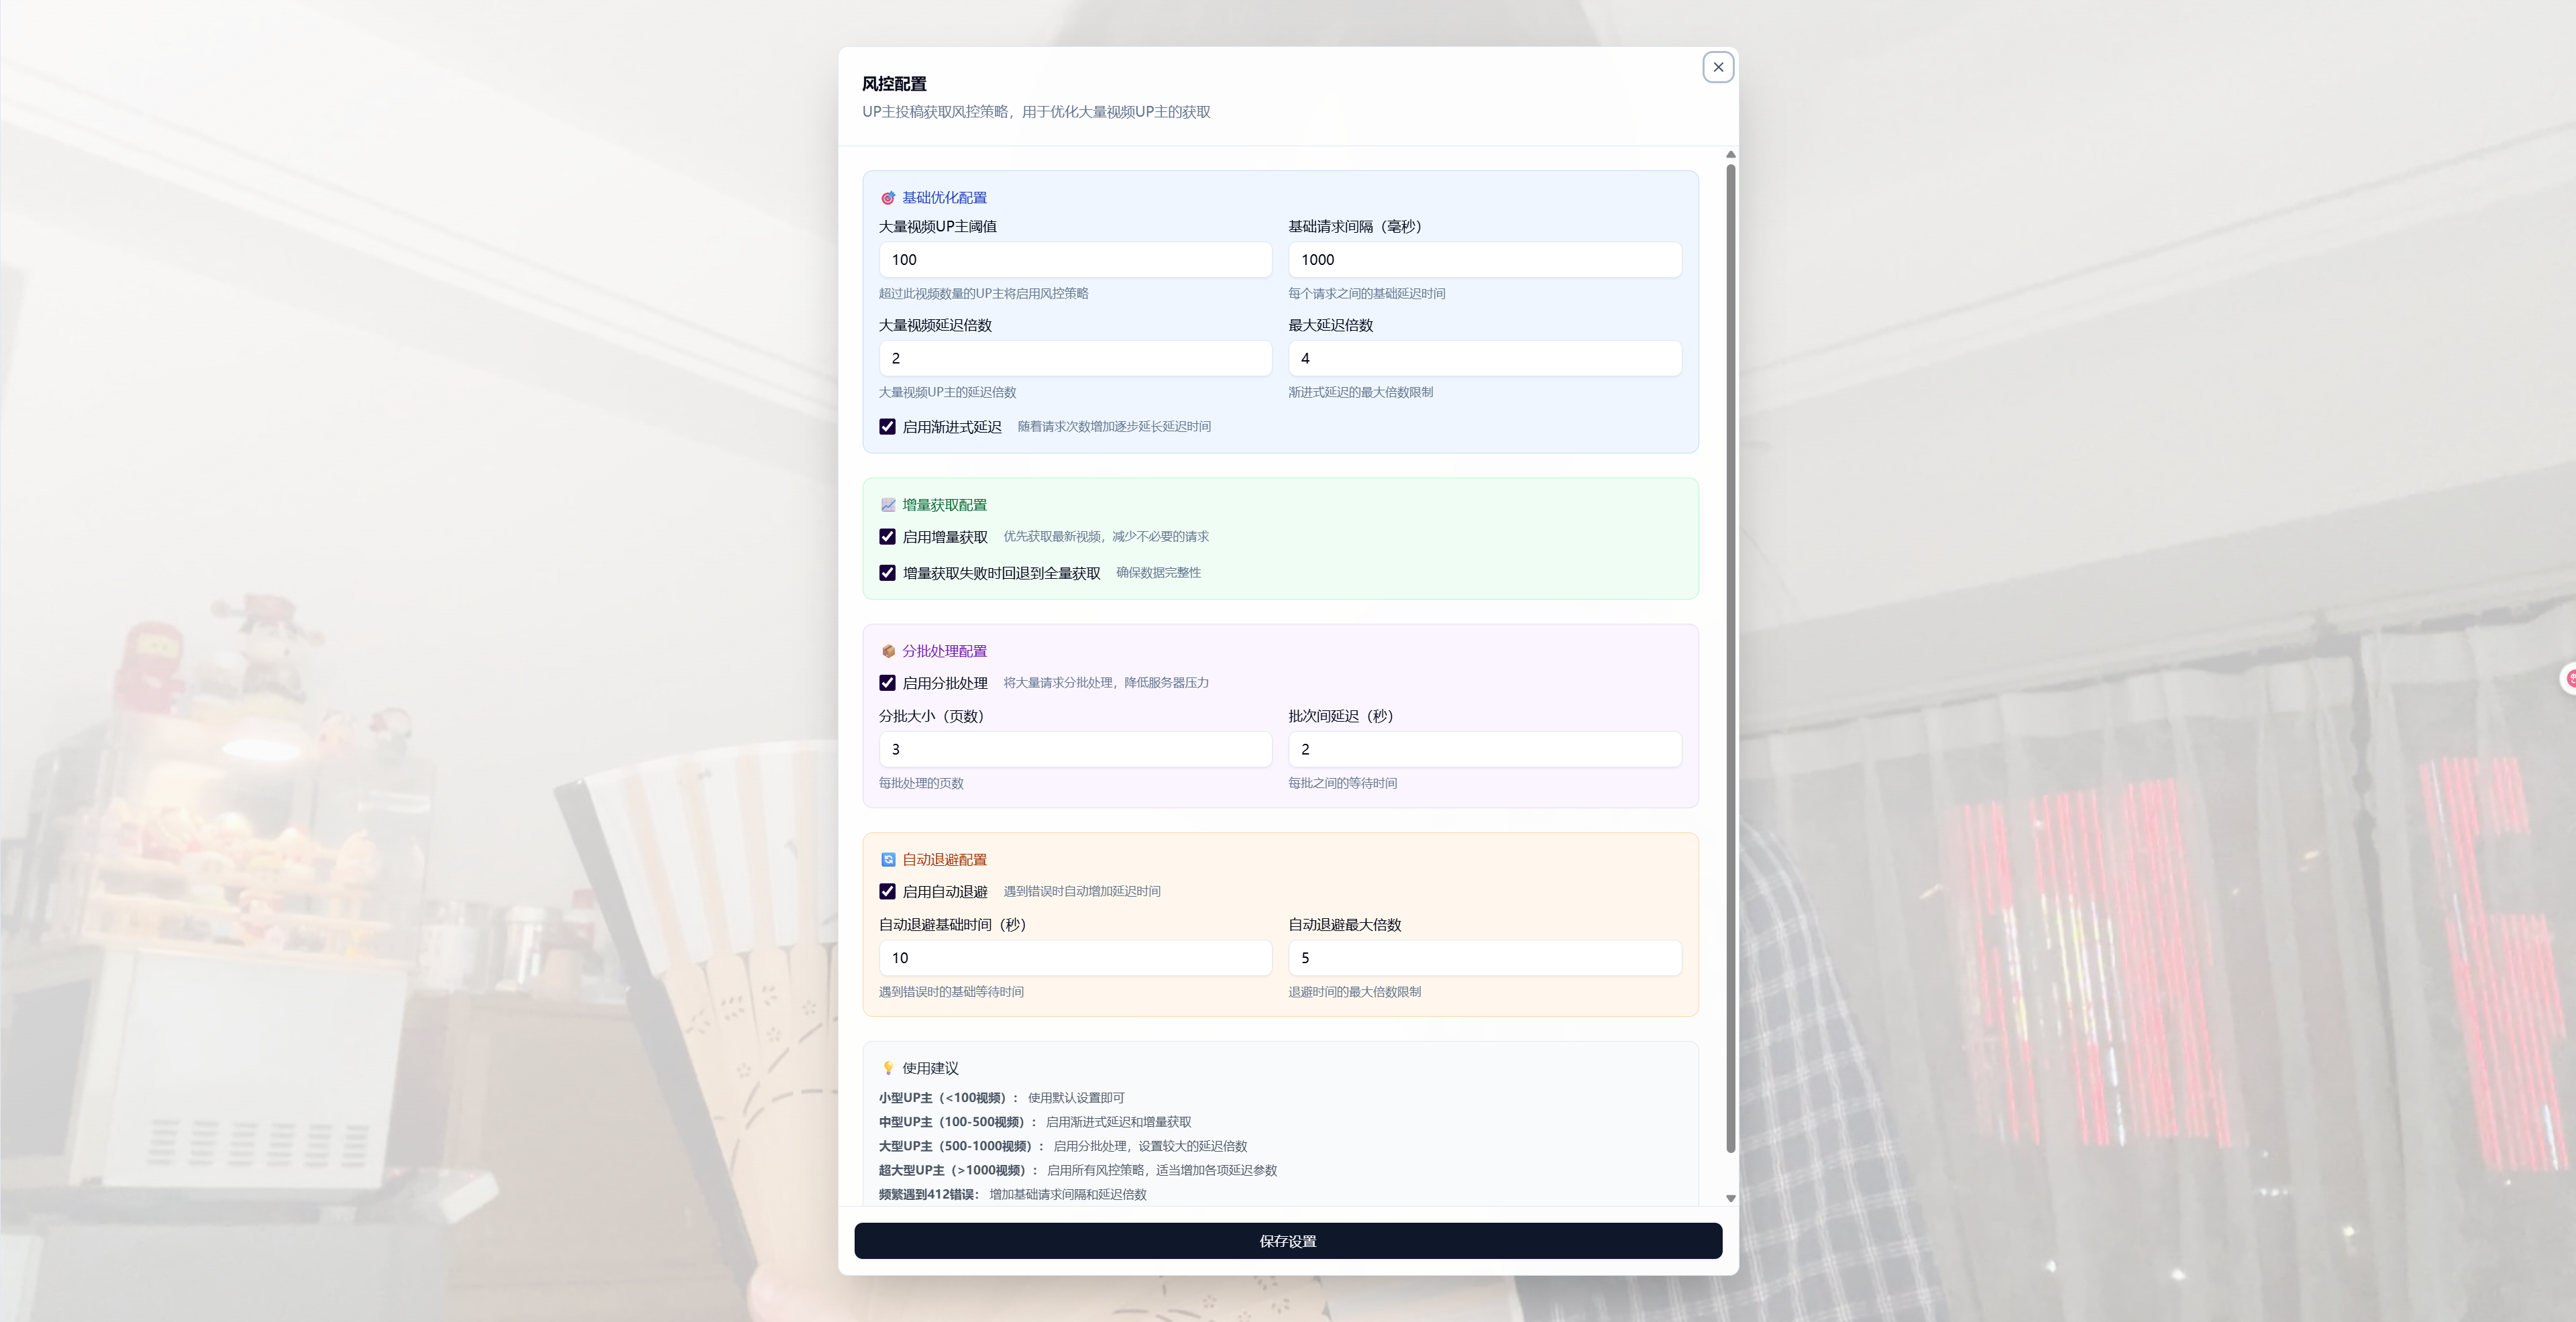 风控配置
UP主投稿获取风控策略，用于优化大量视频UP主的获取
🎯 基础优化配置
大量视频UP主阈值
基础请求间隔（毫秒）
100
1000
超过此视频数量的UP主将启用风控策略
每个请求之间的基础延迟时间
大量视频延迟倍数
最大延迟倍数
2
4
大量视频UP主的延迟倍数
渐进式延迟的最大倍数限制
启用渐进式延迟 随着请求次数增加逐步延长延迟时间
📈 增量获取配置
启用增量获取 优先获取最新视频，减少不必要的请求
增量获取失败时回退到全量获取 确保数据完整性
📦 分批处理配置
启用分批处理 将大量请求分批处理，降低服务器压力
分批大小（页数）
批次间延迟（秒）
3
2
每批处理的页数
每批之间的等待时间
🔄 自动退避配置
启用自动退避 遇到错误时自动增加延迟时间
自动退避基础时间（秒）
自动退避最大倍数
10
5
遇到错误时的基础等待时间
退避时间的最大倍数限制
💡 使用建议
小型UP主（<100视频）： 使用默认设置即可
中型UP主（100-500视频）： 启用渐进式延迟和增量获取
大型UP主（500-1000视频）： 启用分批处理，设置较大的延迟倍数
超大型UP主（>1000视频）： 启用所有风控策略，适当增加各项延迟参数
频繁遇到412错误： 增加基础请求间隔和延迟倍数
保存设置